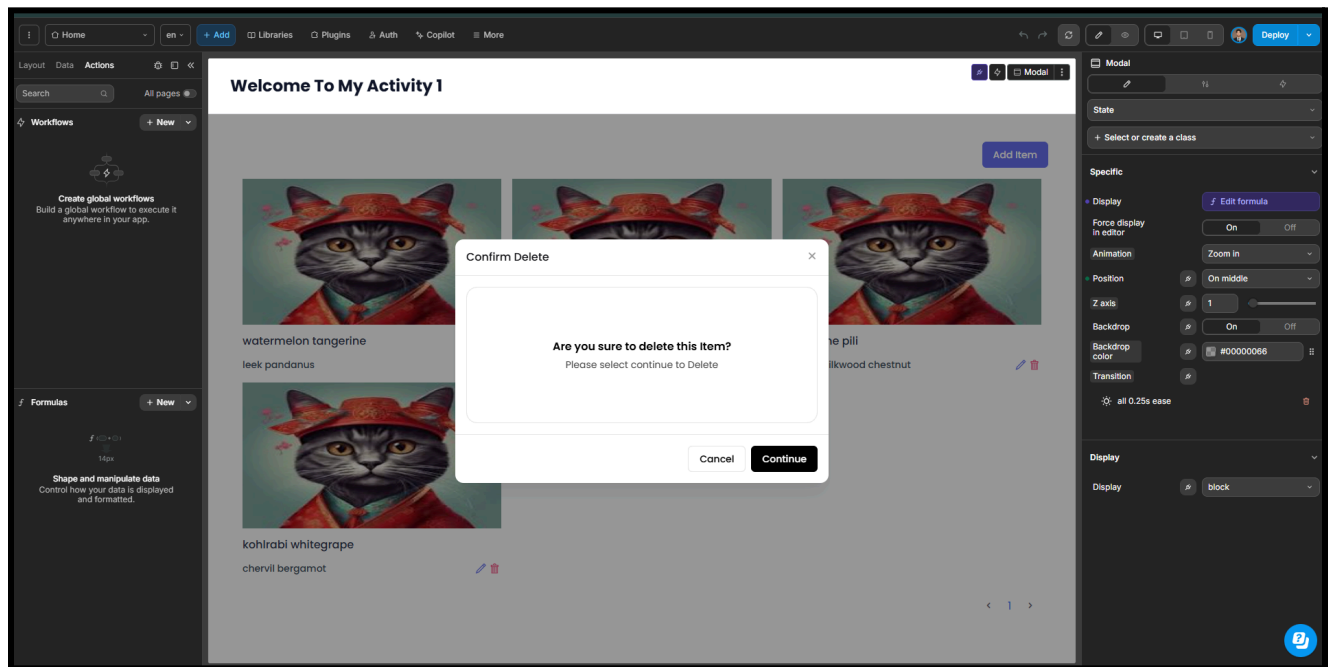 Home
en
+ Add
Libraries
Plugins
Auth
Copilot
More
Deploy
Layout Data Actions
Search
All pages
Workflows
+ New
Create global workflows
Build a global workflow to execute it
anywhere in your app.
Formulas
+ New
14px
Shape and manipulate data
Control how your data is displayed
and formatted.
Welcome To My Activity 1
Modal
Add Item
watermelon tangerine
leek pandanus
pili
ilkwood chestnut
kohlrabi whitegrape
chervil bergamot
1
Confirm Delete
Are you sure to delete this Item?
Please select continue to Delete
Cancel
Continue
Modal
State
+ Select or create a class
Specific
Display
Edit formula
Force display
in editor
On Off
Animation
Zoom in
Position
On middle
Z axis
1
Backdrop
On Off
Backdrop
color
#00000066
Transition
all 0.25s ease
Display
Display
block